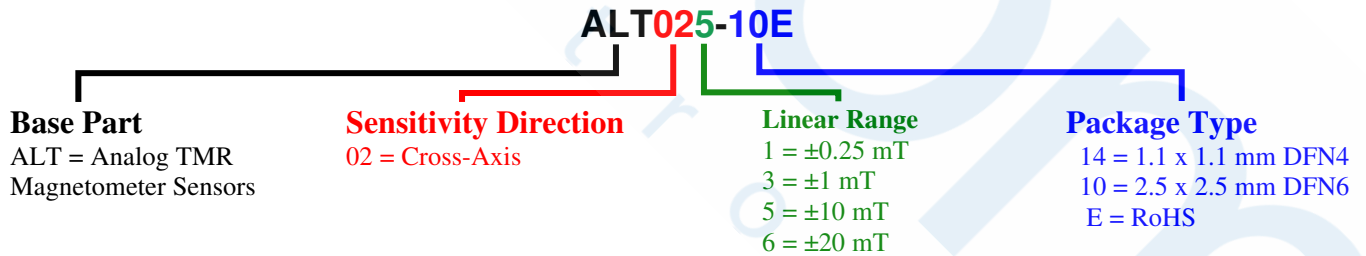 ALT025-10E
Base Part
ALT = Analog TMR
Magnetometer Sensors
Sensitivity Direction
02 = Cross-Axis
Linear Range
1 = ±0.25 mT
3 = ±1 mT
5 = ±10 mT
6 = ±20 mT
Package Type
14 = 1.1 x 1.1 mm DFN4
10 = 2.5 x 2.5 mm DFN6
E = RoHS